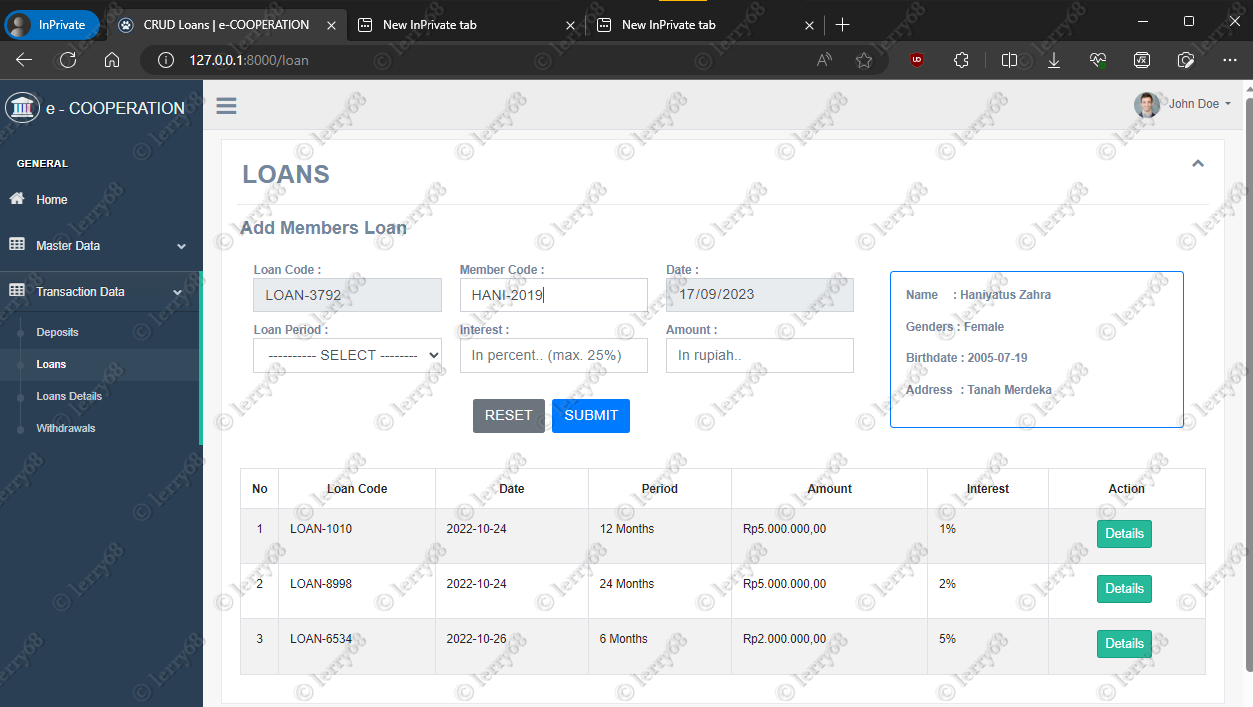 InPrivate
CRUD Loans | e-COOPERATION
New InPrivate tab
New InPrivate tab
127.0.0.1:8000/loan
UD
e - COOPERATION
John Doe
GENERAL
Home
Master Data
Transaction Data
Deposits
Loans
Loans Details
Withdrawals
LOANS
Add Members Loan
Loan Code : Member Code : Date :
LOAN-3792 HANI-2019 17/09/2023
Loan Period : Interest : Amount :
---------- SELECT -------- In percent.. (max. 25%) In rupiah..
RESET SUBMIT
Name : Haniyatus Zahra
Genders : Female
Birthdate : 2005-07-19
Address : Tanah Merdeka
No Loan Code Date Period Amount Interest Action
1 LOAN-1010 2022-10-24 12 Months Rp5.000.000,00 1% Details
2 LOAN-8998 2022-10-24 24 Months Rp5.000.000,00 2% Details
3 LOAN-6534 2022-10-26 6 Months Rp2.000.000,00 5% Details
© lerry68